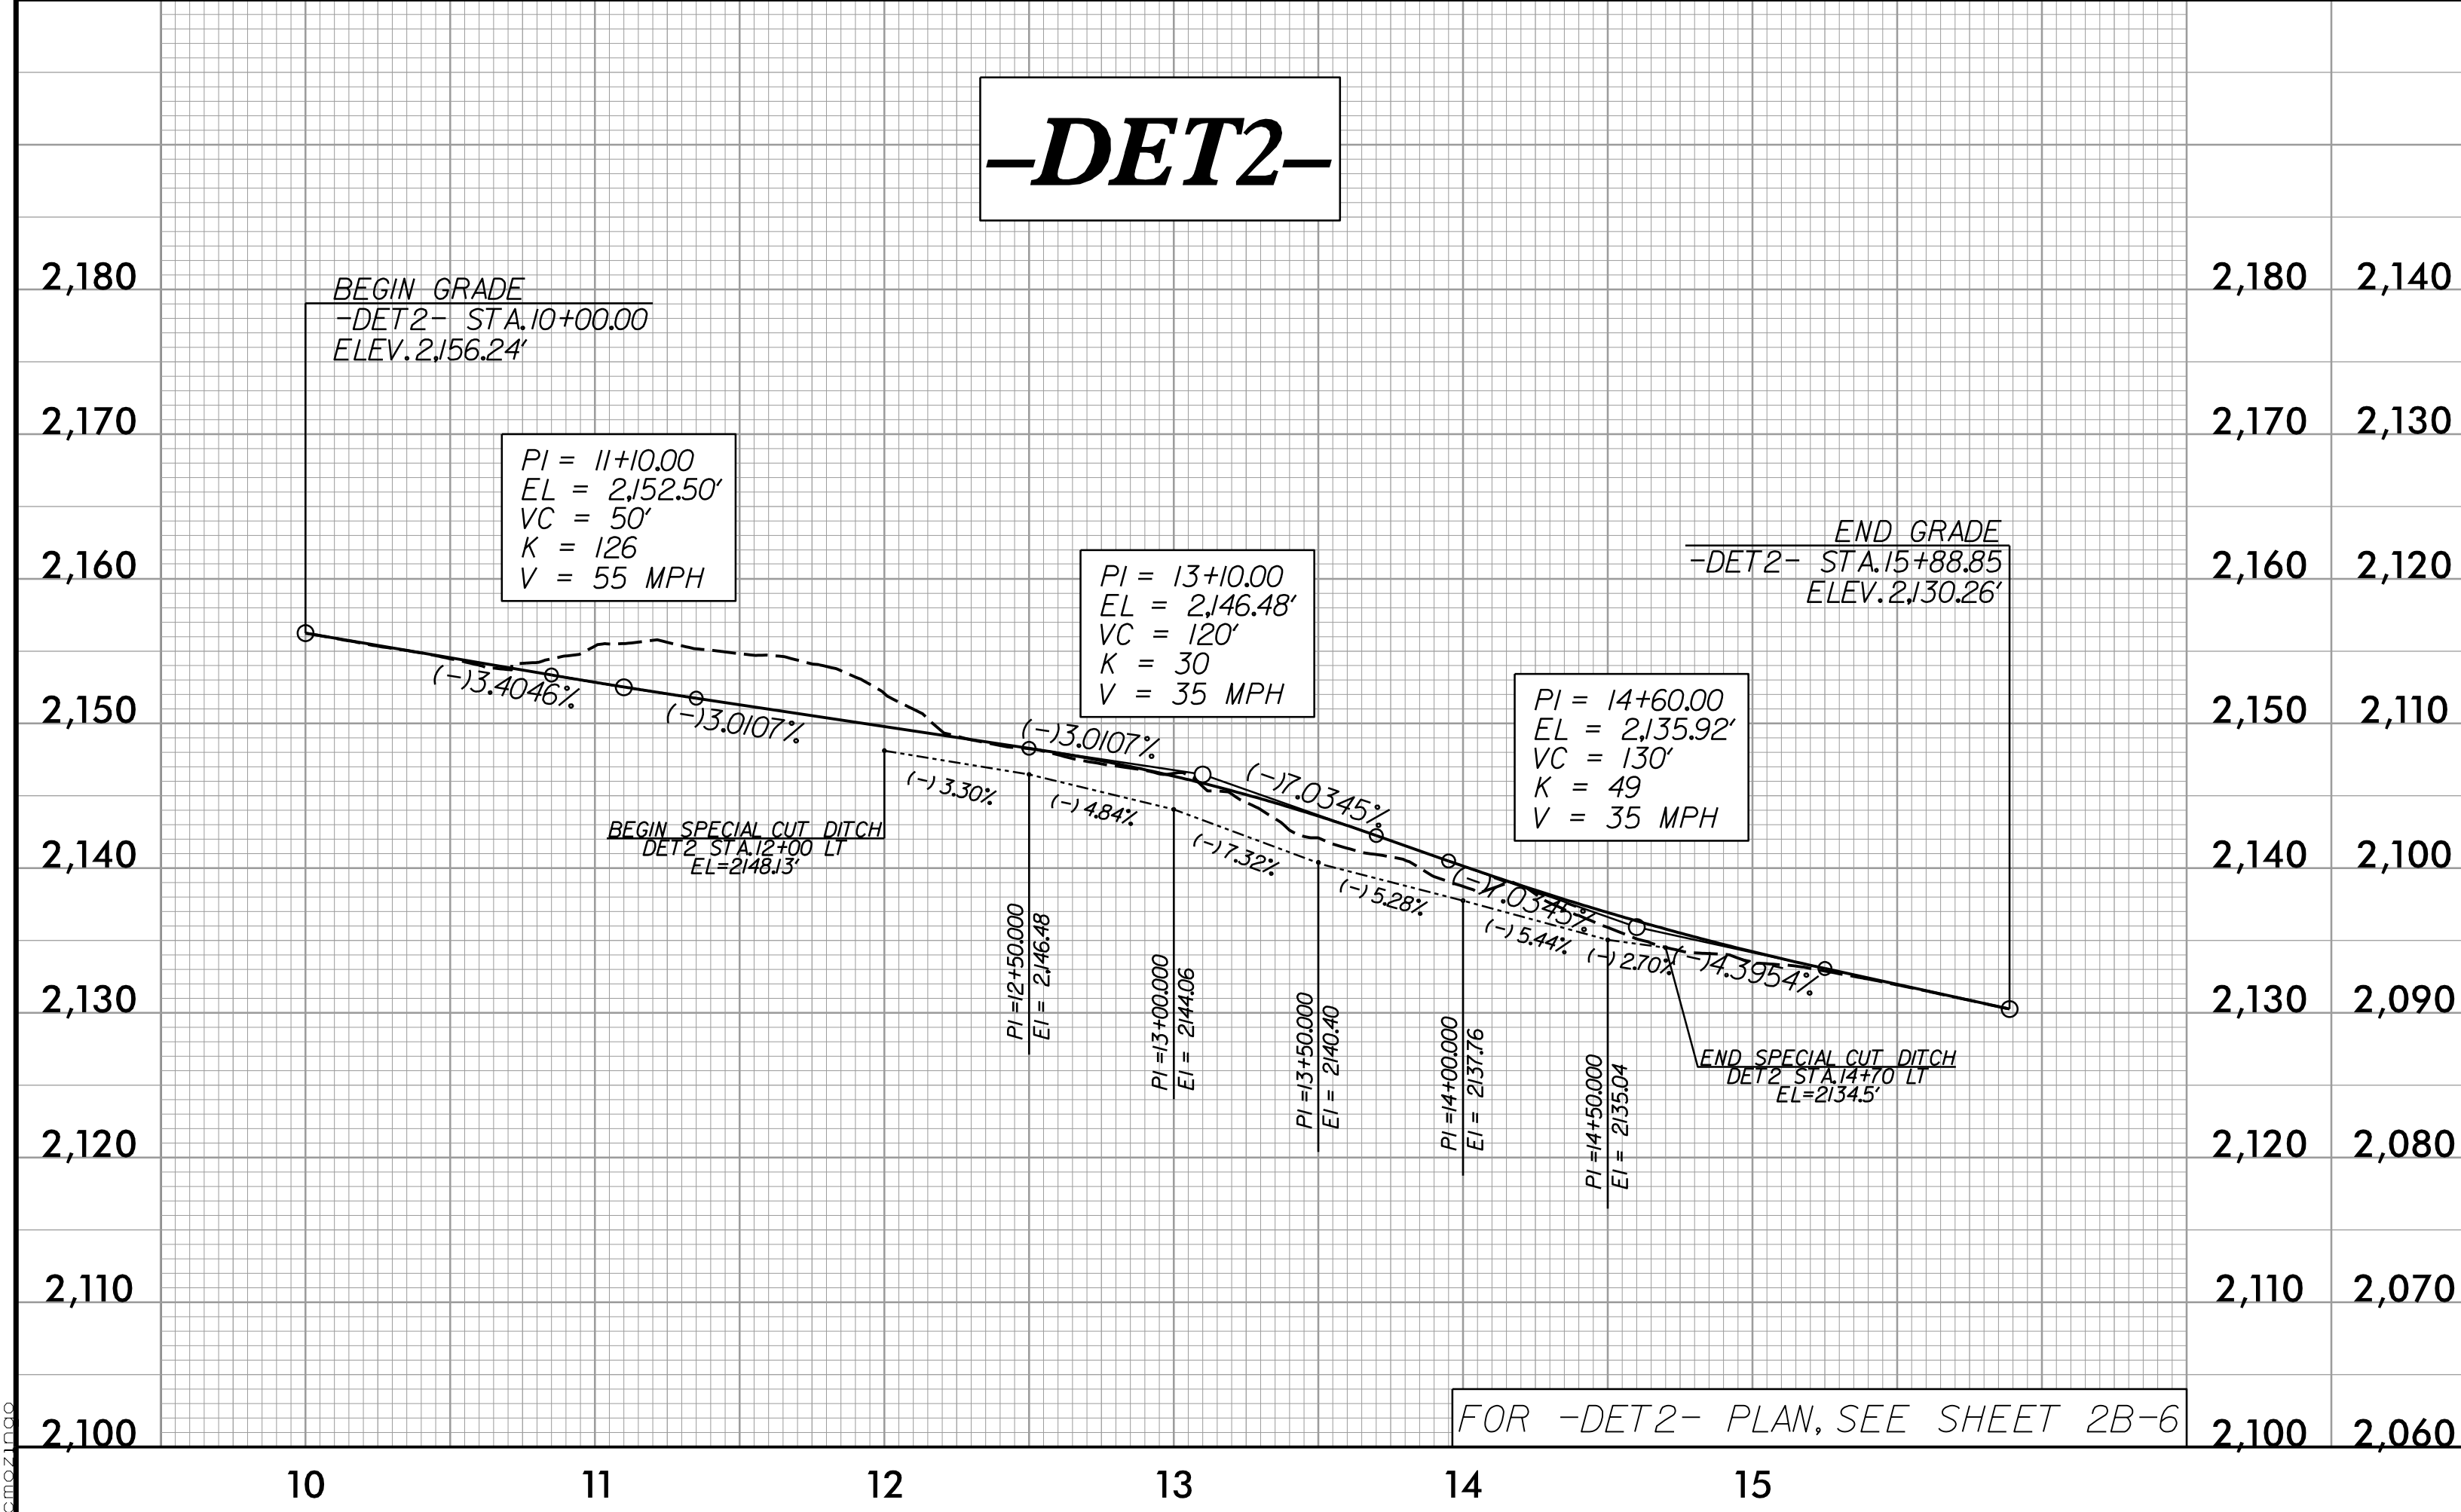 -DET2-
2,180
2,170
2,160
2,150
2,140
2,130
2,120
2,110
2,100
BEGIN GRADE
-DET2- STA.10+00.00
ELEV.2,156.24'
PI = 11+10.00
EL = 2,152.50'
VC = 50'
K = 126
V = 55 MPH
PI = 13+10.00
EL = 2,146.48'
VC = 120'
K = 30
V = 35 MPH
PI = 14+60.00
EL = 2,135.92'
VC = 130'
K = 49
V = 35 MPH
END GRADE
-DET2- STA.15+88.85
ELEV.2,130.26'
(-)3.4046%
(-)3.0107%
(-)3.0107%
(-)7.0345%
(-)7.0345%
(-)4.3954%
(-)3.30%
(-)4.84%
(-)7.32%
(-)5.28%
(-)5.44%
(-)2.70%
BEGIN SPECIAL CUT DITCH
DET2 STA.12+00 LT
EL=2148.13'
PI =12+50.000
El = 2,146.48
PI =13+00.000
El = 2144.06
PI =13+50.000
El = 2140.40
PI =14+00.000
El = 2137.76
PI =14+50.000
El = 2135.04
END SPECIAL CUT DITCH
DET2 STA.14+70 LT
EL=2134.5'
2,180 2,140
2,170 2,130
2,160 2,120
2,150 2,110
2,140 2,100
2,130 2,090
2,120 2,080
2,110 2,070
2,100 2,060
FOR -DET2- PLAN, SEE SHEET 2B-6
10 11 12 13 14 15